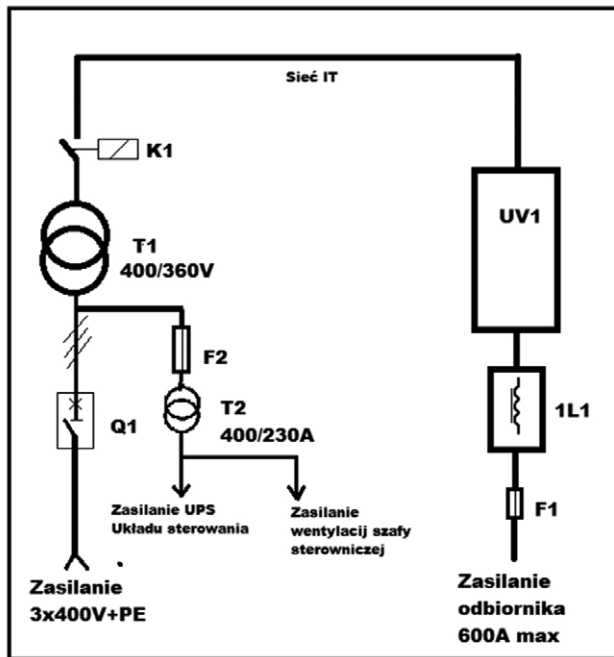 Sieć IT
K1
UV1
T1
400/360V
F2
T2
400/230A
1L1
Q1
F1
Zasilanie UPS
Układu sterowania
Zasilanie
wentylacij szafy
sterowniczej
Zasilanie
3x400V+PE
Zasilanie
odbiornika
600A max